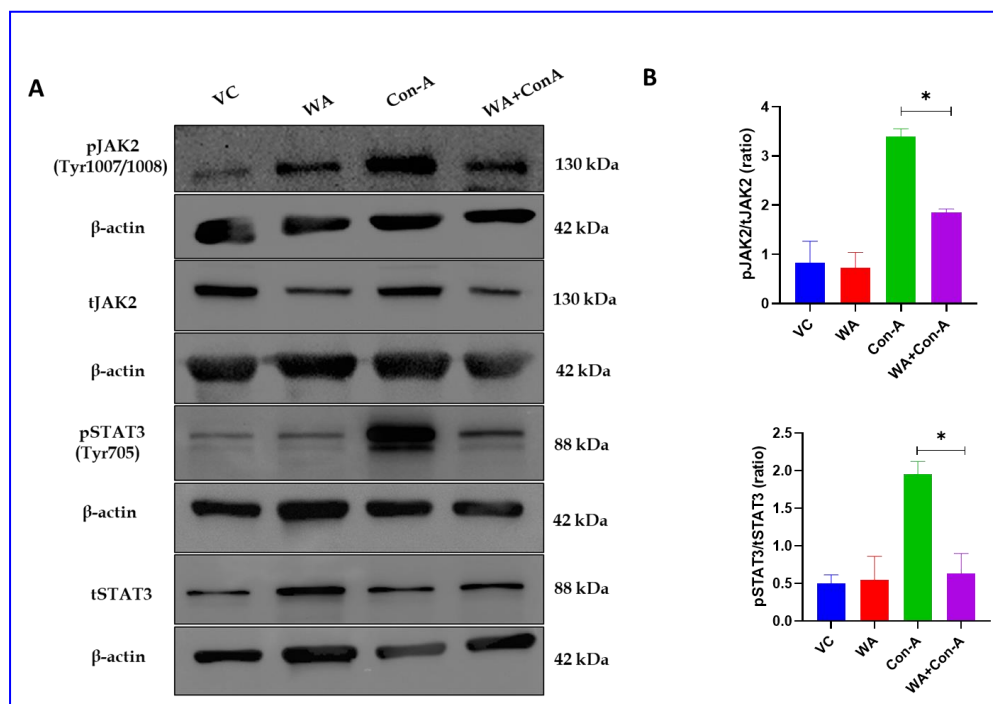 A
VC
WA
Con-A
WA+ConA
pJAK2
(Tyr1007/1008)
130 kDa
β-actin
42 kDa
tJAK2
130 kDa
β-actin
42 kDa
pSTAT3
(Tyr705)
88 kDa
β-actin
42 kDa
tSTAT3
88 kDa
β-actin
42 kDa
B
pJAK2/tJAK2 (ratio)
4
3
2
1
0
*
VC
WA
Con-A
WA+Con-A
pSTAT3/tSTAT3 (ratio)
2.5
2.0
1.5
1.0
0.5
0.0
*
VC
WA
Con-A
WA+Con-A